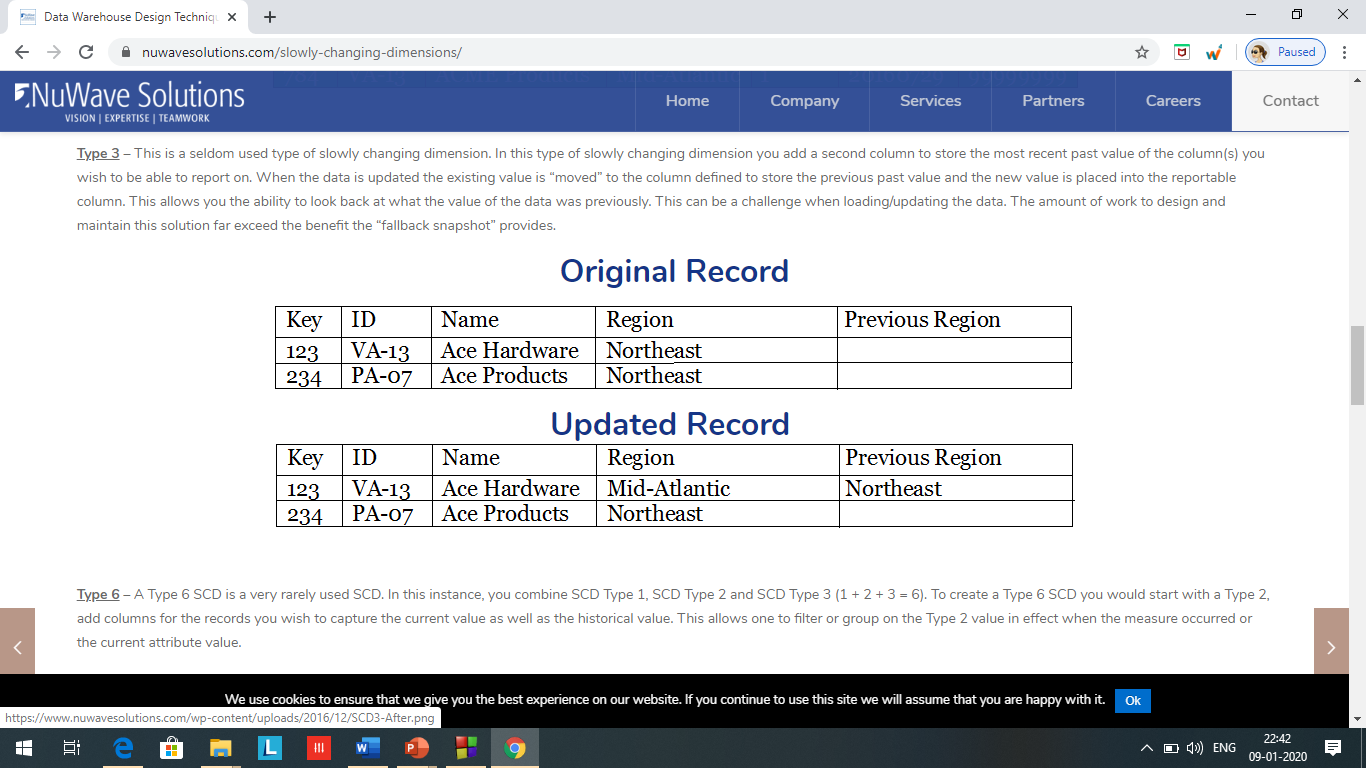 Data Warehouse Design Techniqu
nuwavesolutions.com/slowly-changing-dimensions/
Paused
NuWave Solutions
VISION | EXPERTISE | TEAMWORK
Home Company Services Partners Careers Contact
Type 3 – This is a seldom used type of slowly changing dimension. In this type of slowly changing dimension you add a second column to store the most recent past value of the column(s) you
wish to be able to report on. When the data is updated the existing value is “moved” to the column defined to store the previous past value and the new value is placed into the reportable
column. This allows you the ability to look back at what the value of the data was previously. This can be a challenge when loading/updating the data. The amount of work to design and
maintain this solution far exceed the benefit the “fallback snapshot” provides.
Original Record
Key ID Name Region Previous Region
123 VA-13 Ace Hardware Northeast
234 PA-07 Ace Products Northeast
Updated Record
Key ID Name Region Previous Region
123 VA-13 Ace Hardware Mid-Atlantic Northeast
234 PA-07 Ace Products Northeast
Type 6 – A Type 6 SCD is a very rarely used SCD. In this instance, you combine SCD Type 1, SCD Type 2 and SCD Type 3 (1 + 2 + 3 = 6). To create a Type 6 SCD you would start with a Type 2,
add columns for the records you wish to capture the current value as well as the historical value. This allows one to filter or group on the Type 2 value in effect when the measure occurred or
the current attribute value.
We use cookies to ensure that we give you the best experience on our website. If you continue to use this site we will assume that you are happy with it. Ok
https://www.nuwavesolutions.com/wp-content/uploads/2016/12/SCD3-After.png
ENG
22:42
09-01-2020